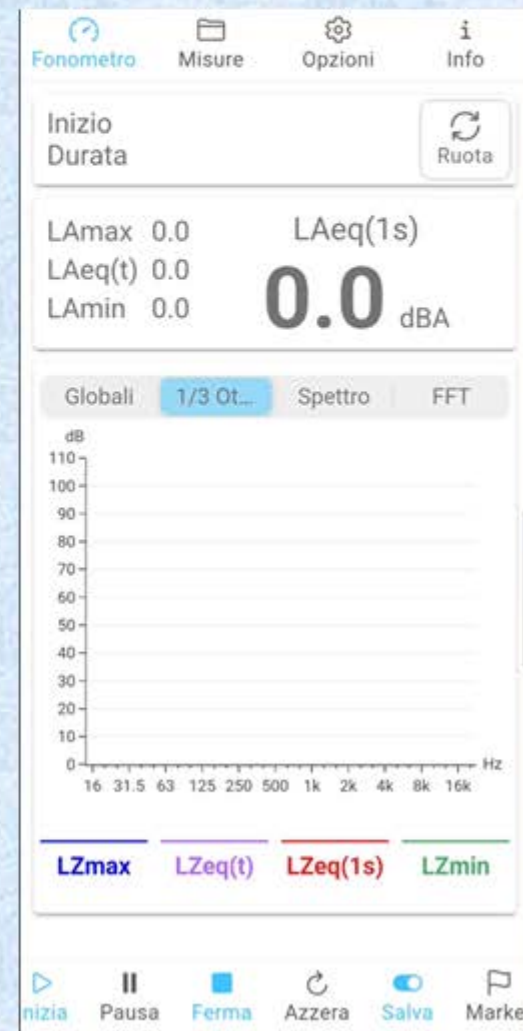 Fonometro Misure Opzioni Info
Inizio
Durata
Ruota
LAmax 0.0
LAeq(t) 0.0
LAmin 0.0
LAeq(1s)
0.0 dBA
Globali 1/3 Ot... Spettro FFT
dB
110
100
90
80
70
60
50
40
30
20
10
0
Hz
16 31.5 63 125 250 500 1k 2k 4k 8k 16k
LZmax LZeq(t) LZeq(1s) LZmin
nizia Pausa Ferma Azzera Salva Marke